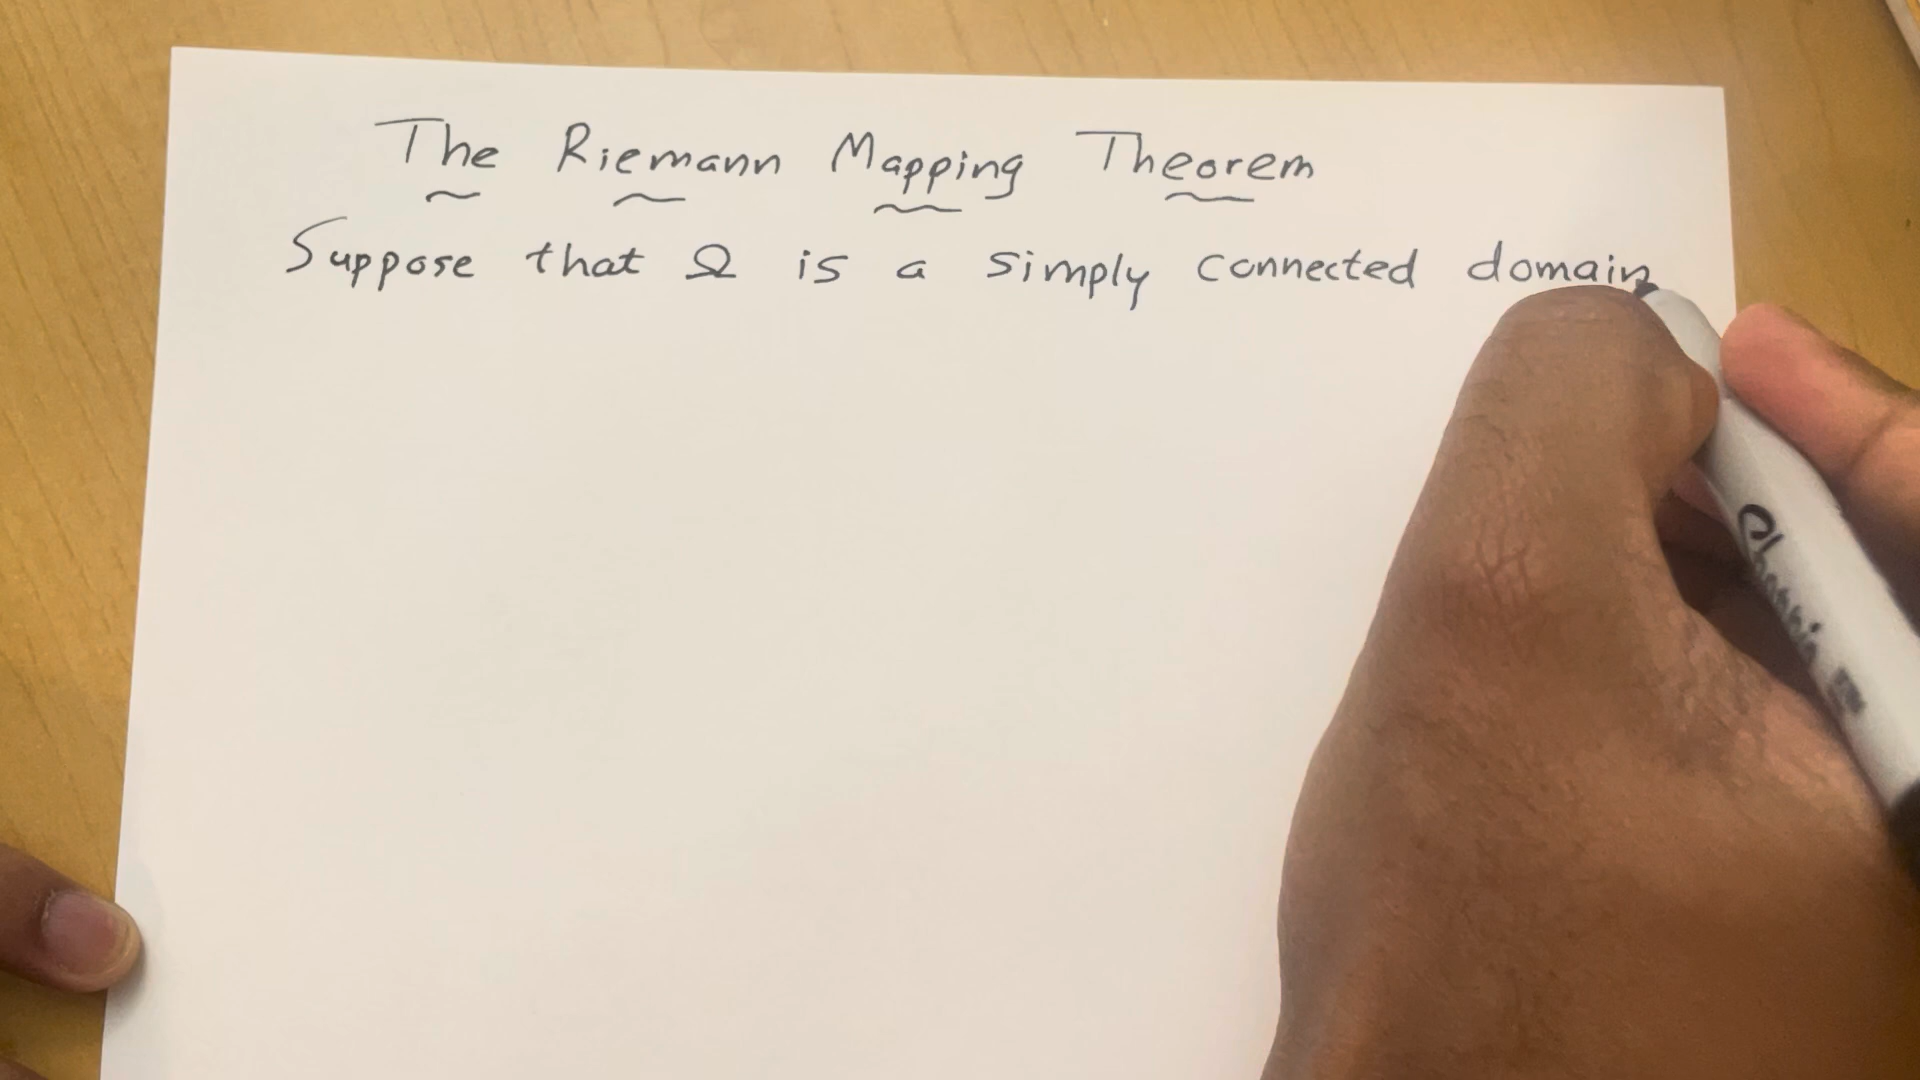 The Riemann Mapping Theorem
Suppose that Ω is a simply connected domain